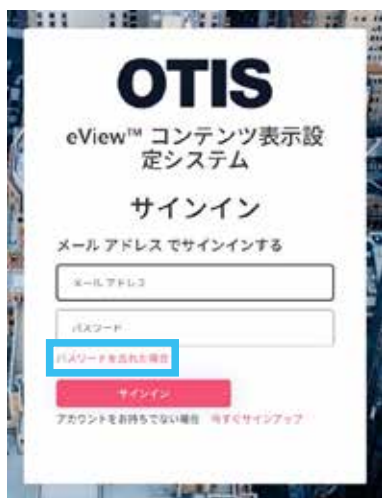 OTIS
eView™ コンテンツ表示設
定システム
サインイン
メール アドレス でサインインする
メール アドレス
パスワード
パスワードを忘れた場合
サインイン
アカウントをお持ちでない場合 今すぐサインアップ